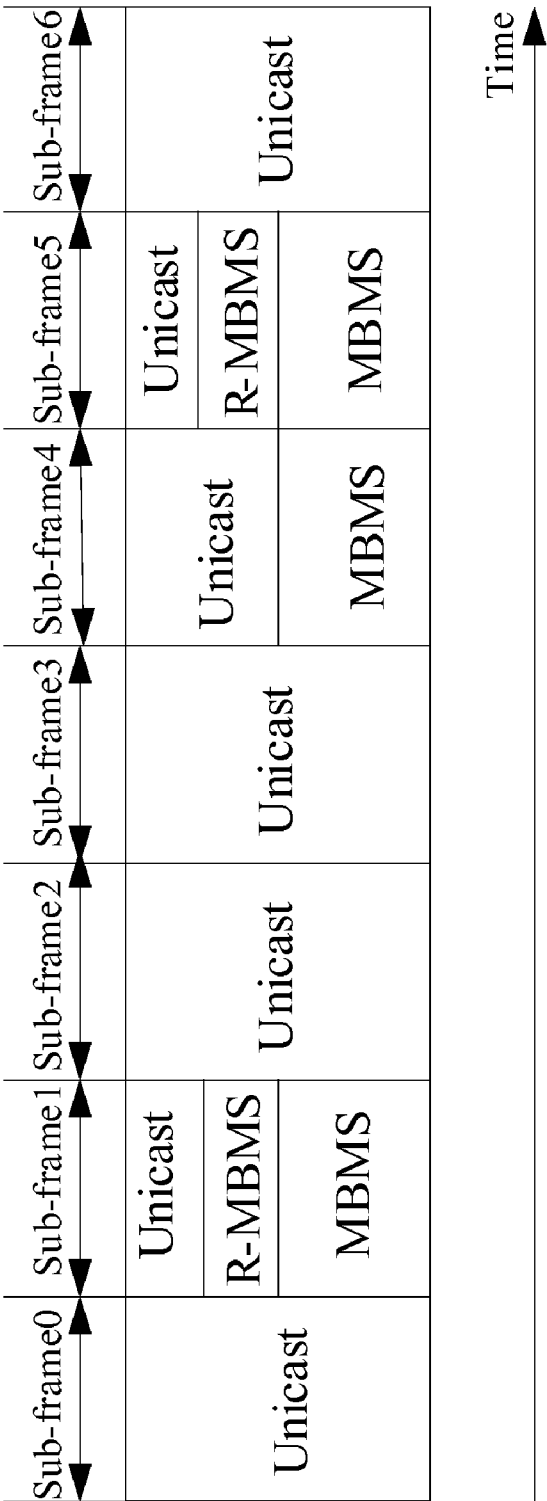 Sub-frame0
Sub-frame1
Sub-frame2
Sub-frame3
Sub-frame4
Sub-frame5
Sub-frame6
Unicast
Unicast
R-MBMS
MBMS
Unicast
Unicast
Unicast
MBMS
Unicast
R-MBMS
MBMS
Unicast
Time